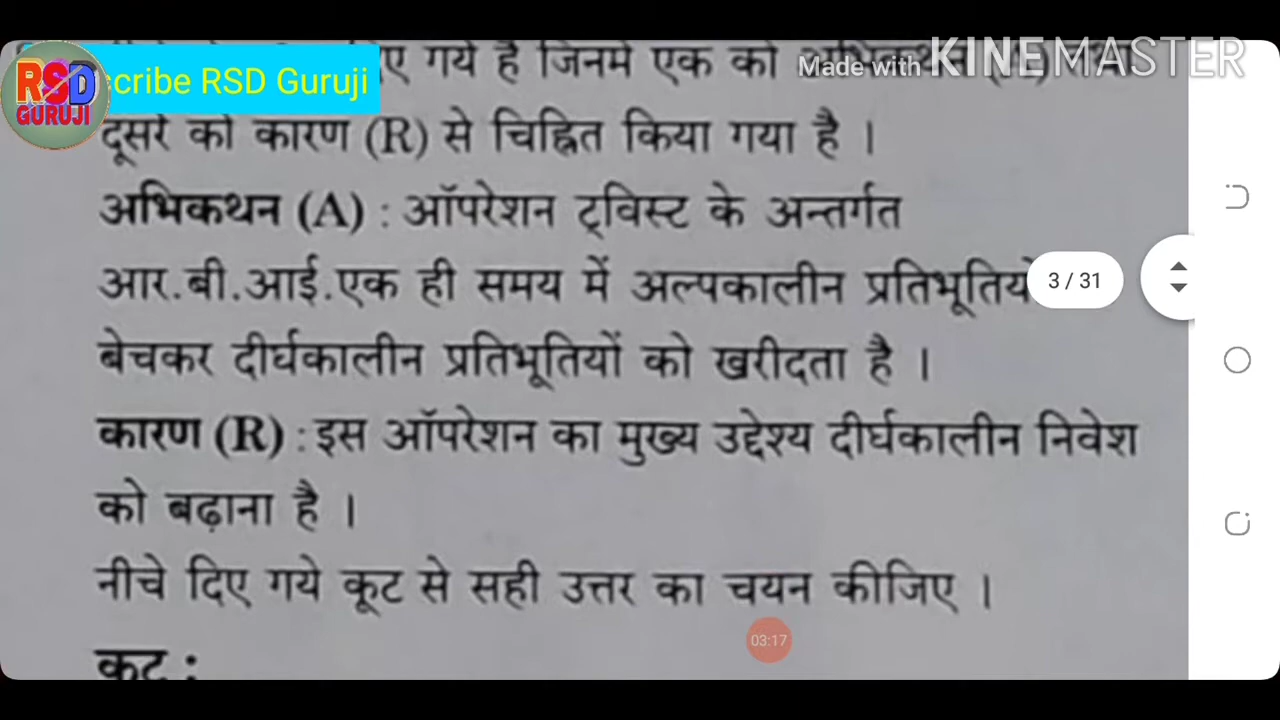 cribe RSD Guruji
RSD
GURUJI
Made with KINEMASTER
गये है जिनमे एक को
दूसरे को कारण (R) से चिह्नित किया गया है ।
अभिकथन (A) : ऑपरेशन ट्विस्ट के अन्तर्गत
आर.बी.आई.एक ही समय में अल्पकालीन
3 / 31
बेचकर दीर्घकालीन प्रतिभूतियों को खरीदता है ।
कारण (R) : इस ऑपरेशन का मुख्य उद्देश्य दीर्घकालीन निवेश
को बढ़ाना है ।
नीचे दिए गये कूट से सही उत्तर का चयन कीजिए ।
03:17
कूट :